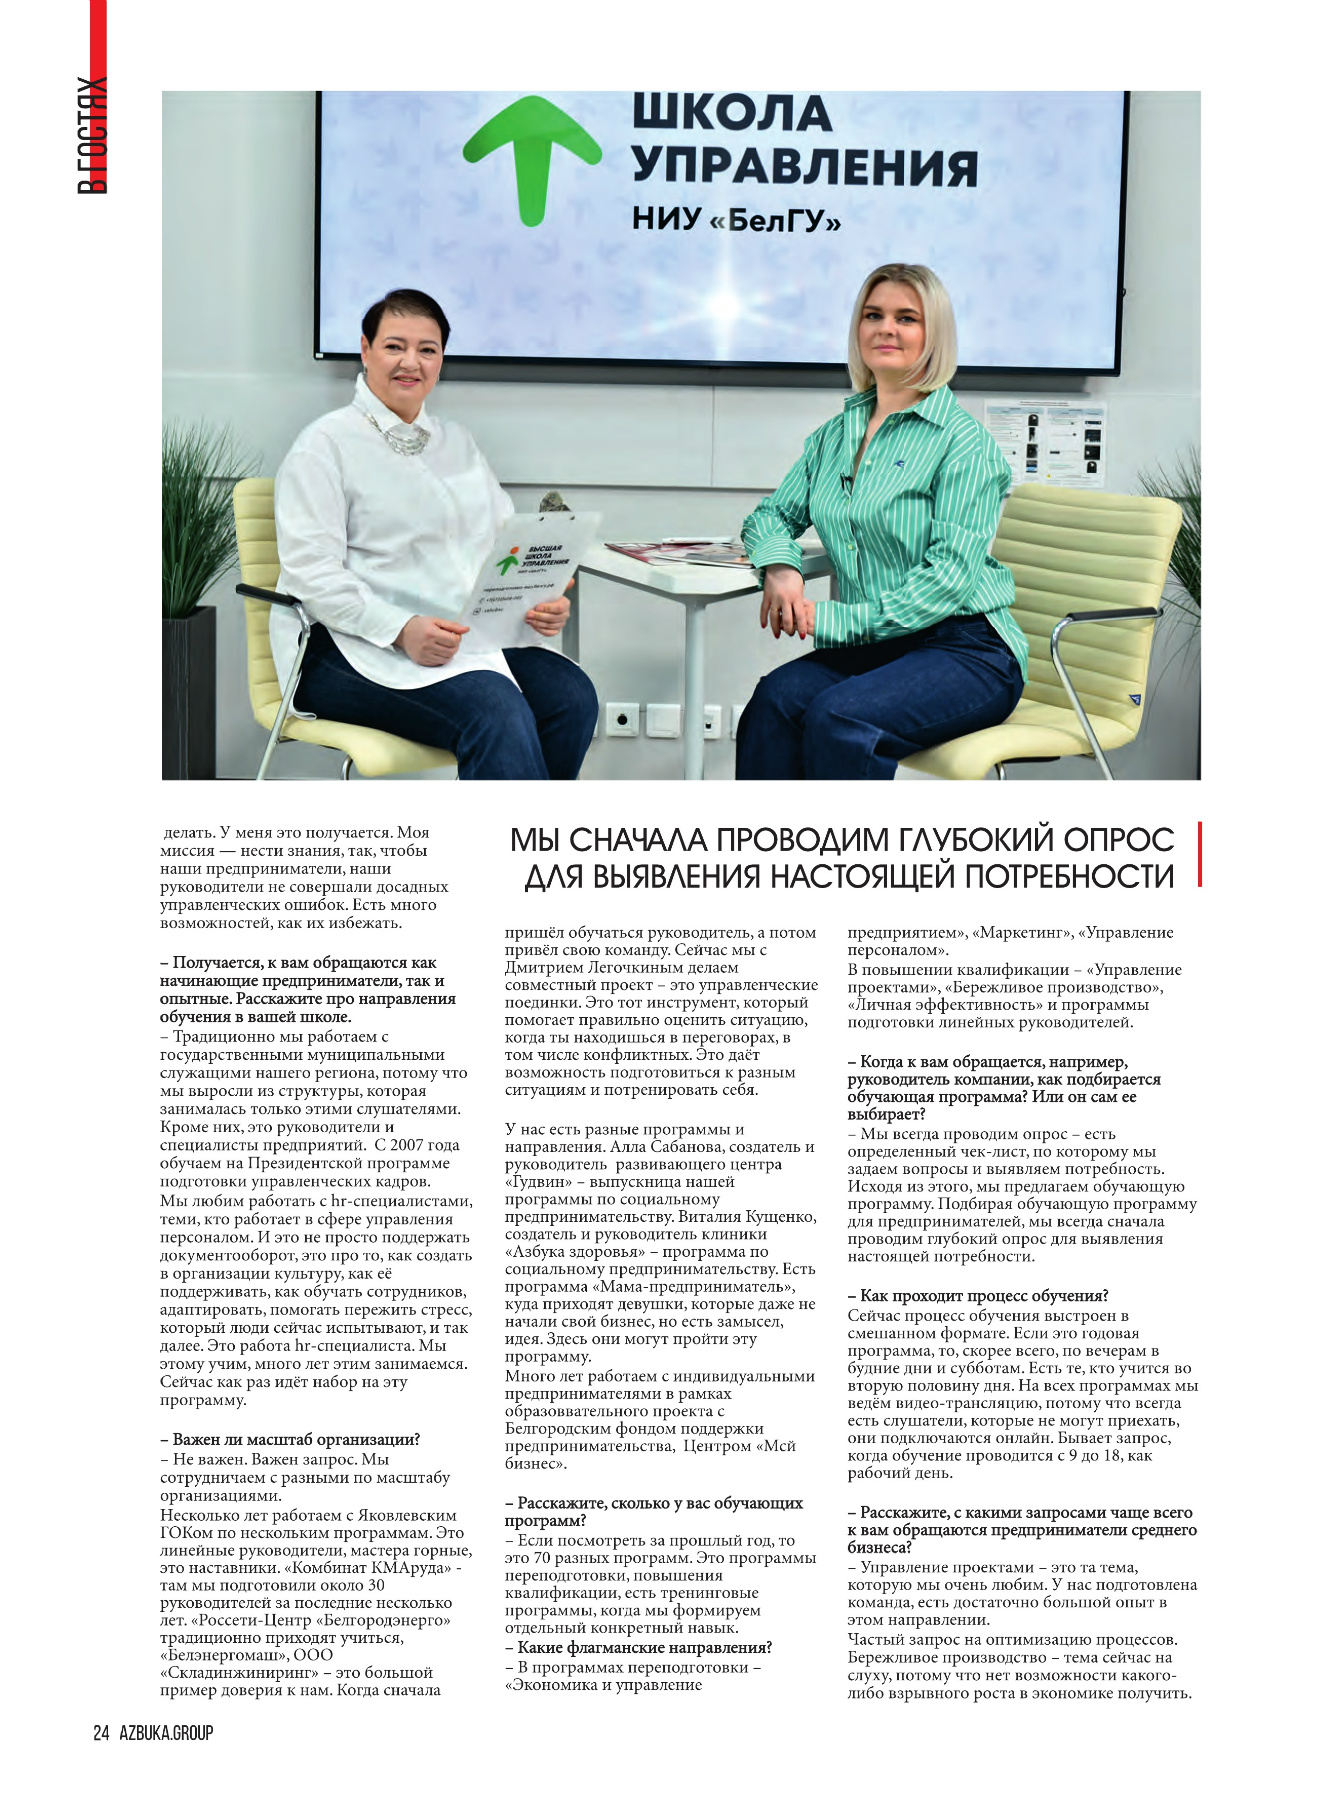 В ГОСТЯХ
ШКОЛА
УПРАВЛЕНИЯ
НИУ «БелГУ»
ВЫСШАЯ
ШКОЛА
УПРАВЛЕНИЯ
делать. У меня это получается. Моя
миссия — нести знания, так, чтобы
наши предприниматели, наши
руководители не совершали досадных
управленческих ошибок. Есть много
возможностей, как их избежать.
– Получается, к вам обращаются как
начинающие предприниматели, так и
опытные. Расскажите про направления
обучения в вашей школе.
– Традиционно мы работаем с
государственными муниципальными
служащими нашего региона, потому что
мы выросли из структуры, которая
занималась только этими слушателями.
Кроме них, это руководители и
специалисты предприятий. С 2007 года
обучаем на Президентской программе
подготовки управленческих кадров.
Мы любим работать с hr-специалистами,
теми, кто работает в сфере управления
персоналом. И это не просто поддержать
документооборот, это про то, как создать
в организации культуру, как её
поддерживать, как обучать сотрудников,
адаптировать, помогать пережить стресс,
который люди сейчас испытывают, и так
далее. Это работа hr-специалиста. Мы
этому учим, много лет этим занимаемся.
Сейчас как раз идёт набор на эту
программу.
– Важен ли масштаб организации?
– Не важен. Важен запрос. Мы
сотрудничаем с разными по масштабу
организациями.
Несколько лет работаем с Яковлевским
ГОКом по нескольким программам. Это
линейные руководители, мастера горные,
это наставники. «Комбинат КМАруда» -
там мы подготовили около 30
руководителей за последние несколько
лет. «Россети-Центр «Белгородэнерго»
традиционно приходят учиться,
«Белэнергомаш», ООО
«Складинжиниринг» – это большой
пример доверия к нам. Когда сначала
МЫ СНАЧАЛА ПРОВОДИМ ГЛУБОКИЙ ОПРОС
ДЛЯ ВЫЯВЛЕНИЯ НАСТОЯЩЕЙ ПОТРЕБНОСТИ
пришёл обучаться руководитель, а потом
привёл свою команду. Сейчас мы с
Дмитрием Легочкиным делаем
совместный проект – это управленческие
поединки. Это тот инструмент, который
помогает правильно оценить ситуацию,
когда ты находишься в переговорах, в
том числе конфликтных. Это даёт
возможность подготовиться к разным
ситуациям и потренировать себя.
У нас есть разные программы и
направления. Алла Сабанова, создатель и
руководитель развивающего центра
«Гудвин» – выпускница нашей
программы по социальному
предпринимательству. Виталия Кущенко,
создатель и руководитель клиники
«Азбука здоровья» – программа по
социальному предпринимательству. Есть
программа «Мама-предприниматель»,
куда приходят девушки, которые даже не
начали свой бизнес, но есть замысел,
идея. Здесь они могут пройти эту
программу.
Много лет работаем с индивидуальными
предпринимателями в рамках
образоввательного проекта с
Белгородским фондом поддержки
предпринимательства, Центром «Мсй
бизнес».
– Расскажите, сколько у вас обучающих
программ?
– Если посмотреть за прошлый год, то
это 70 разных программ. Это программы
переподготовки, повышения
квалификации, есть тренинговые
программы, когда мы формируем
отдельный конкретный навык.
– Какие флагманские направления?
– В программах переподготовки –
«Экономика и управление
предприятием», «Маркетинг», «Управление
персоналом».
В повышении квалификации – «Управление
проектами», «Бережливое производство»,
«Личная эффективность» и программы
подготовки линейных руководителей.
– Когда к вам обращается, например,
руководитель компании, как подбирается
обучающая программа? Или он сам ее
выбирает?
– Мы всегда проводим опрос – есть
определенный чек-лист, по которому мы
задаем вопросы и выявляем потребность.
Исходя из этого, мы предлагаем обучающую
программу. Подбирая обучающую программу
для предпринимателей, мы всегда сначала
проводим глубокий опрос для выявления
настоящей потребности.
– Как проходит процесс обучения?
Сейчас процесс обучения выстроен в
смешанном формате. Если это годовая
программа, то, скорее всего, по вечерам в
будние дни и субботам. Есть те, кто учится во
вторую половину дня. На всех программах мы
ведём видео-трансляцию, потому что всегда
есть слушатели, которые не могут приехать,
они подключаются онлайн. Бывает запрос,
когда обучение проводится с 9 до 18, как
рабочий день.
– Расскажите, с какими запросами чаще всего
к вам обращаются предприниматели среднего
бизнеса?
– Управление проектами – это та тема,
которую мы очень любим. У нас подготовлена
команда, есть достаточно большой опыт в
этом направлении.
Частый запрос на оптимизацию процессов.
Бережливое производство – тема сейчас на
слуху, потому что нет возможности какого-
либо взрывного роста в экономике получить.
24 AZBUKA.GROUP